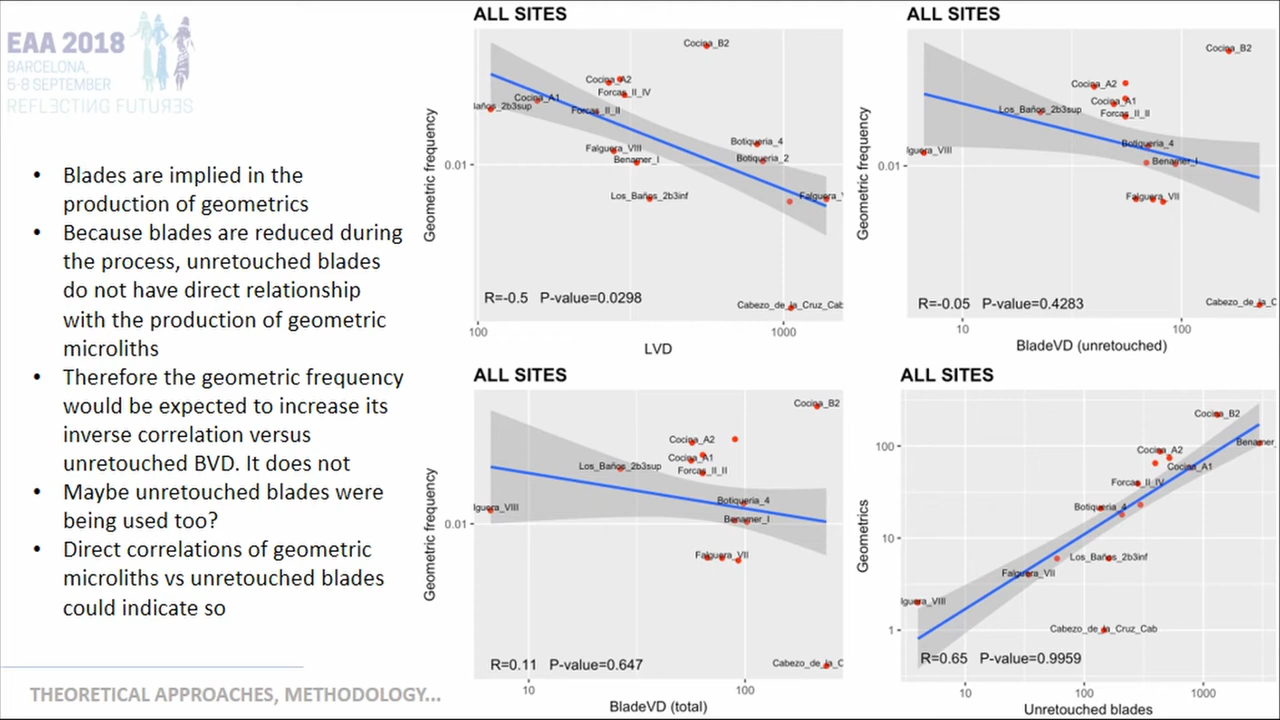 EAA 2018
BARCELONA,
5-8 SEPTEMBER
REFLECTING FUTURES
• Blades are implied in the
production of geometrics
• Because blades are reduced during
the process, unretouched blades
do not have direct relationship
with the production of geometric
microliths
• Therefore the geometric frequency
would be expected to increase its
inverse correlation versus
unretouched BVD. It does not
• Maybe unretouched blades were
being used too?
• Direct correlations of geometric
microliths vs unretouched blades
could indicate so
THEORETICAL APPROACHES, METHODOLOGY...
ALL SITES
Geometric frequency
0.01
Cocina_B2
Cocina_A2
Forcas_II_IV
Cocina_A1
laños_2b3sup
Forcas_II_II
Falguera_VIII
Benamer_I
Botiqueria_4
Botiqueria_2
Los_Baños_2b3inf
Falguera_V
Cabezo_de_la_Cruz_Cab
R=-0.5 P-value=0.0298
100
1000
LVD
ALL SITES
Geometric frequency
0.01
Cocina_B2
Cocina_A2
Cocina_A1
Los_Baños_2b3sup
Forcas_II_II
lguera_VIII
Botiqueria_4
Benamer_I
Falguera_VII
Cabezo_de_la_C
R=-0.05 P-value=0.4283
10
100
BladeVD (unretouched)
ALL SITES
Geometric frequency
0.01
Cocina_B2
Cocina_A2
Cocina_A1
Los_Baños_2b3sup
Forcas_II_II
lguera_VIII
Botiqueria_4
Benamer_I
Falguera_VII
Cabezo_de_la_C
R=0.11 P-value=0.647
10
100
BladeVD (total)
ALL SITES
Geometrics
100
10
1
Cocina_B2
Benamer_
Cocina_A2
Cocina_A1
Forcas_II_IV
Botiqueria_4
Los_Baños_2b3inf
Falguera_VII
lguera_VIII
Cabezo_de_la_Cruz_Cab
R=0.65 P-value=0.9959
10
100
1000
Unretouched blades